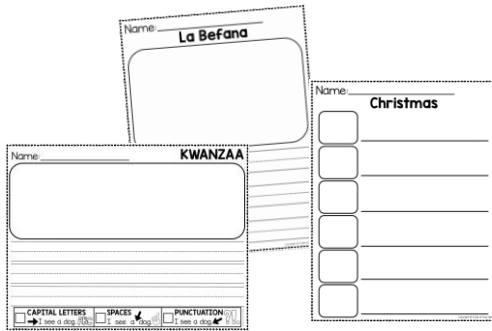 Name:
La Befana
Name:
Christmas
Name:
KWANZAA
CAPITAL LETTERS
I see a dog.
SPACES
I see a dog.
PUNCTUATION
I see a dog.